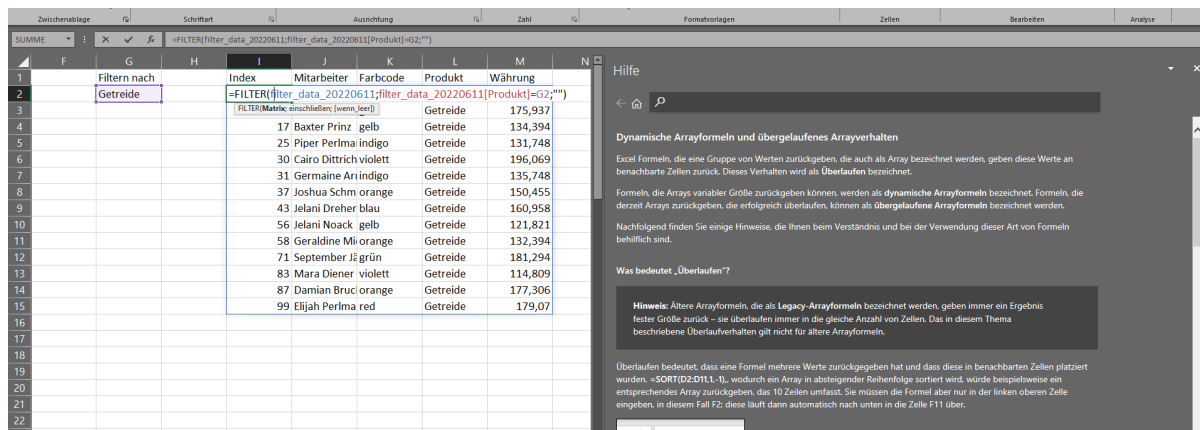 Zwischenablage Schriftart Ausrichtung Zahl Formatvorlagen Zellen Bearbeiten Analyse
SUMME fx =FILTER(filter_data_20220611;filter_data_20220611[Produkt]=G2;"")
F G H I J K L M N
1 Filtern nach Index Mitarbeiter Farbcode Produkt Währung
2 Getreide =FILTER(filter_data_20220611;filter_data_20220611[Produkt]=G2;"")
FILTER(Matrix; einschließen; [wenn_leer])
3 Getreide 175,937
4 17 Baxter Prinz gelb Getreide 134,394
5 25 Piper Perlma indigo Getreide 131,748
6 30 Cairo Dittrich violett Getreide 196,069
7 31 Germaine Ari indigo Getreide 135,748
8 37 Joshua Schm orange Getreide 150,455
9 43 Jelani Dreher blau Getreide 160,958
10 56 Jelani Noack gelb Getreide 121,821
11 58 Geraldine Mi orange Getreide 132,394
12 71 September Jä grün Getreide 181,294
13 83 Mara Diener violett Getreide 114,809
14 87 Damian Bruc orange Getreide 177,306
15 99 Elijah Perlma red Getreide 179,07
16
17
18
19
20
21
22
Hilfe
Dynamische Arrayformeln und übergelaufenes Arrayverhalten
Excel Formeln, die eine Gruppe von Werten zurückgeben, die auch als Array bezeichnet werden, geben diese Werte an
benachbarte Zellen zurück. Dieses Verhalten wird als Überlaufen bezeichnet.
Formeln, die Arrays variabler Größe zurückgeben können, werden als dynamische Arrayformeln bezeichnet. Formeln, die
derzeit Arrays zurückgeben, die erfolgreich überlaufen, können als übergelaufene Arrayformeln bezeichnet werden.
Nachfolgend finden Sie einige Hinweise, die Ihnen beim Verständnis und bei der Verwendung dieser Art von Formeln
behilflich sind.
Was bedeutet „Überlaufen“?
Hinweis: Ältere Arrayformeln, die als Legacy-Arrayformeln bezeichnet werden, geben immer ein Ergebnis
fester Größe zurück – sie überlaufen immer in die gleiche Anzahl von Zellen. Das in diesem Thema
beschriebene Überlaufverhalten gilt nicht für ältere Arrayformeln.
Überlaufen bedeutet, dass eine Formel mehrere Werte zurückgegeben hat und dass diese in benachbarten Zellen platziert
wurden. =SORT(D2:D11,1,-1),, wodurch ein Array in absteigender Reihenfolge sortiert wird, würde beispielsweise ein
entsprechendes Array zurückgegeben, das 10 Zeilen umfasst. Sie müssen die Formel aber nur in der linken oberen Zelle
eingeben, in diesem Fall F2; diese läuft dann automatisch nach unten in die Zelle F11 über.